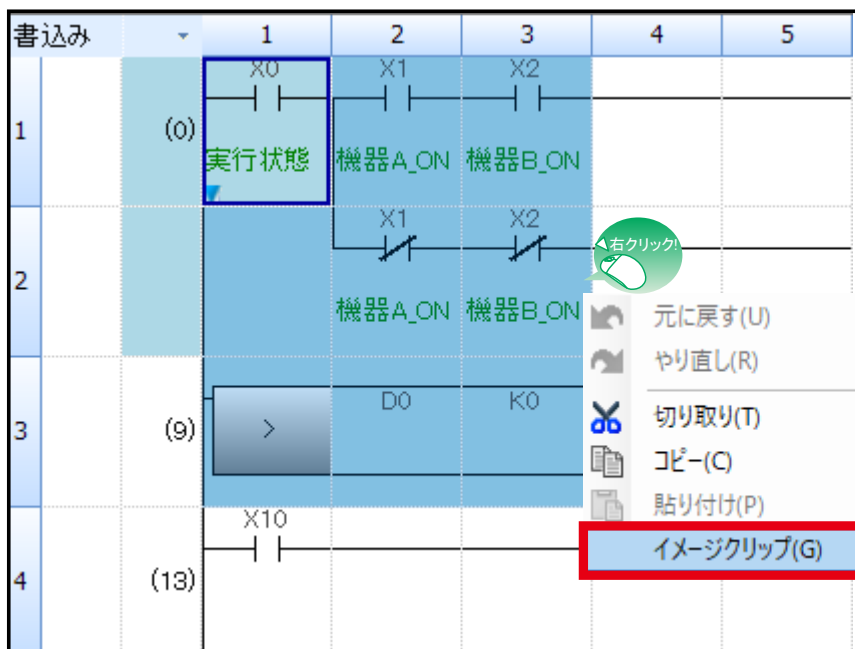 書込み 1 2 3 4 5
X0 X1 X2
1 (0)
実行状態 機器A_ON 機器B_ON
X1 X2
右クリック!
2
機器A_ON 機器B_ON
元に戻す(U)
やり直し(R)
3 (9) > D0 K0
切り取り(T)
コピー(C)
貼り付け(P)
X10
イメージクリップ(G)
4 (13)